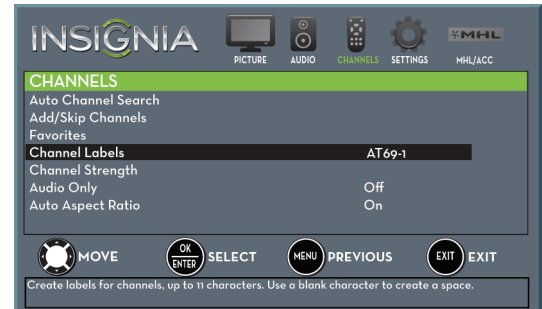 INSIGNIA
PICTURE AUDIO CHANNELS SETTINGS MHL MHL/ACC
CHANNELS
Auto Channel Search
Add/Skip Channels
Favorites
Channel Labels AT69-1
Channel Strength
Audio Only Off
Auto Aspect Ratio On
MOVE OK ENTER SELECT MENU PREVIOUS EXIT EXIT
Create labels for channels, up to 11 characters. Use a blank character to create a space.